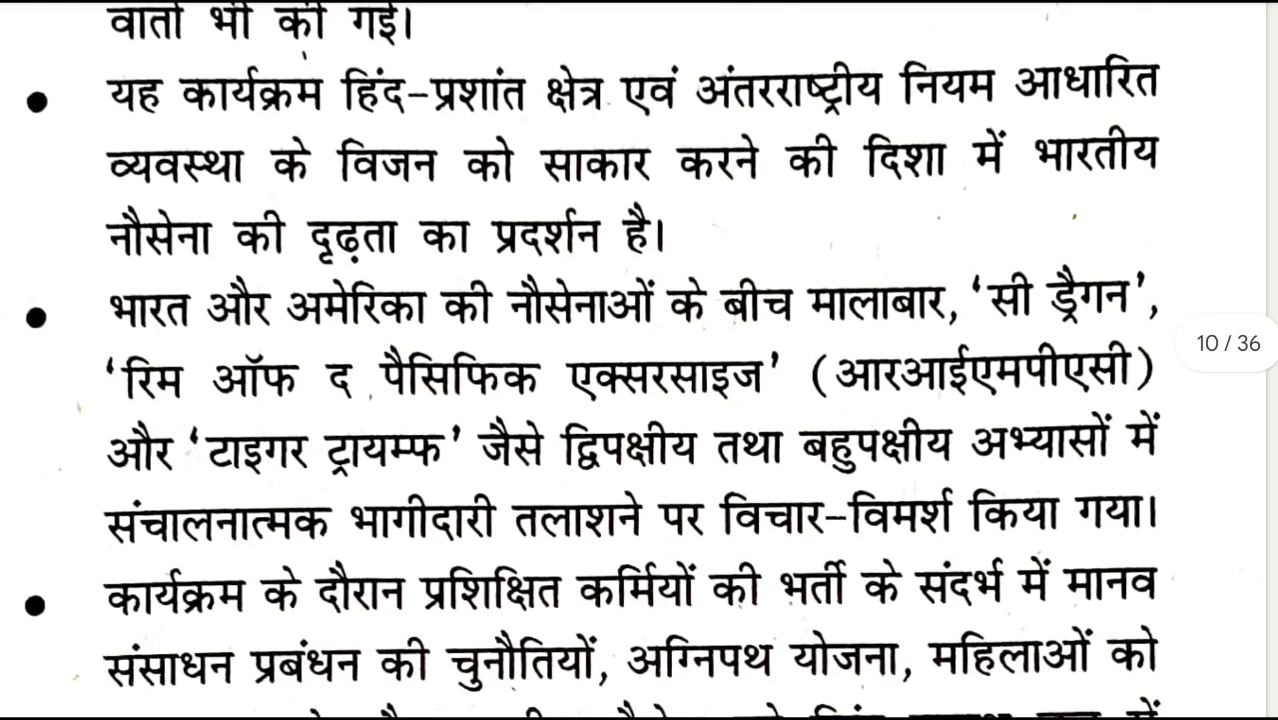 वार्ता भी की गई।
● यह कार्यक्रम हिंद-प्रशांत क्षेत्र एवं अंतरराष्ट्रीय नियम आधारित
व्यवस्था के विजन को साकार करने की दिशा में भारतीय
नौसेना की दृढ़ता का प्रदर्शन है।
● भारत और अमेरिका की नौसेनाओं के बीच मालाबार, 'सी ड्रैगन',
'रिम ऑफ द पैसिफिक एक्सरसाइज' (आरआईएमपीएसी)
10 / 36
और 'टाइगर ट्रायम्फ' जैसे द्विपक्षीय तथा बहुपक्षीय अभ्यासों में
संचालनात्मक भागीदारी तलाशने पर विचार-विमर्श किया गया।
● कार्यक्रम के दौरान प्रशिक्षित कर्मियों की भर्ती के संदर्भ में मानव
संसाधन प्रबंधन की चुनौतियों, अग्निपथ योजना, महिलाओं को